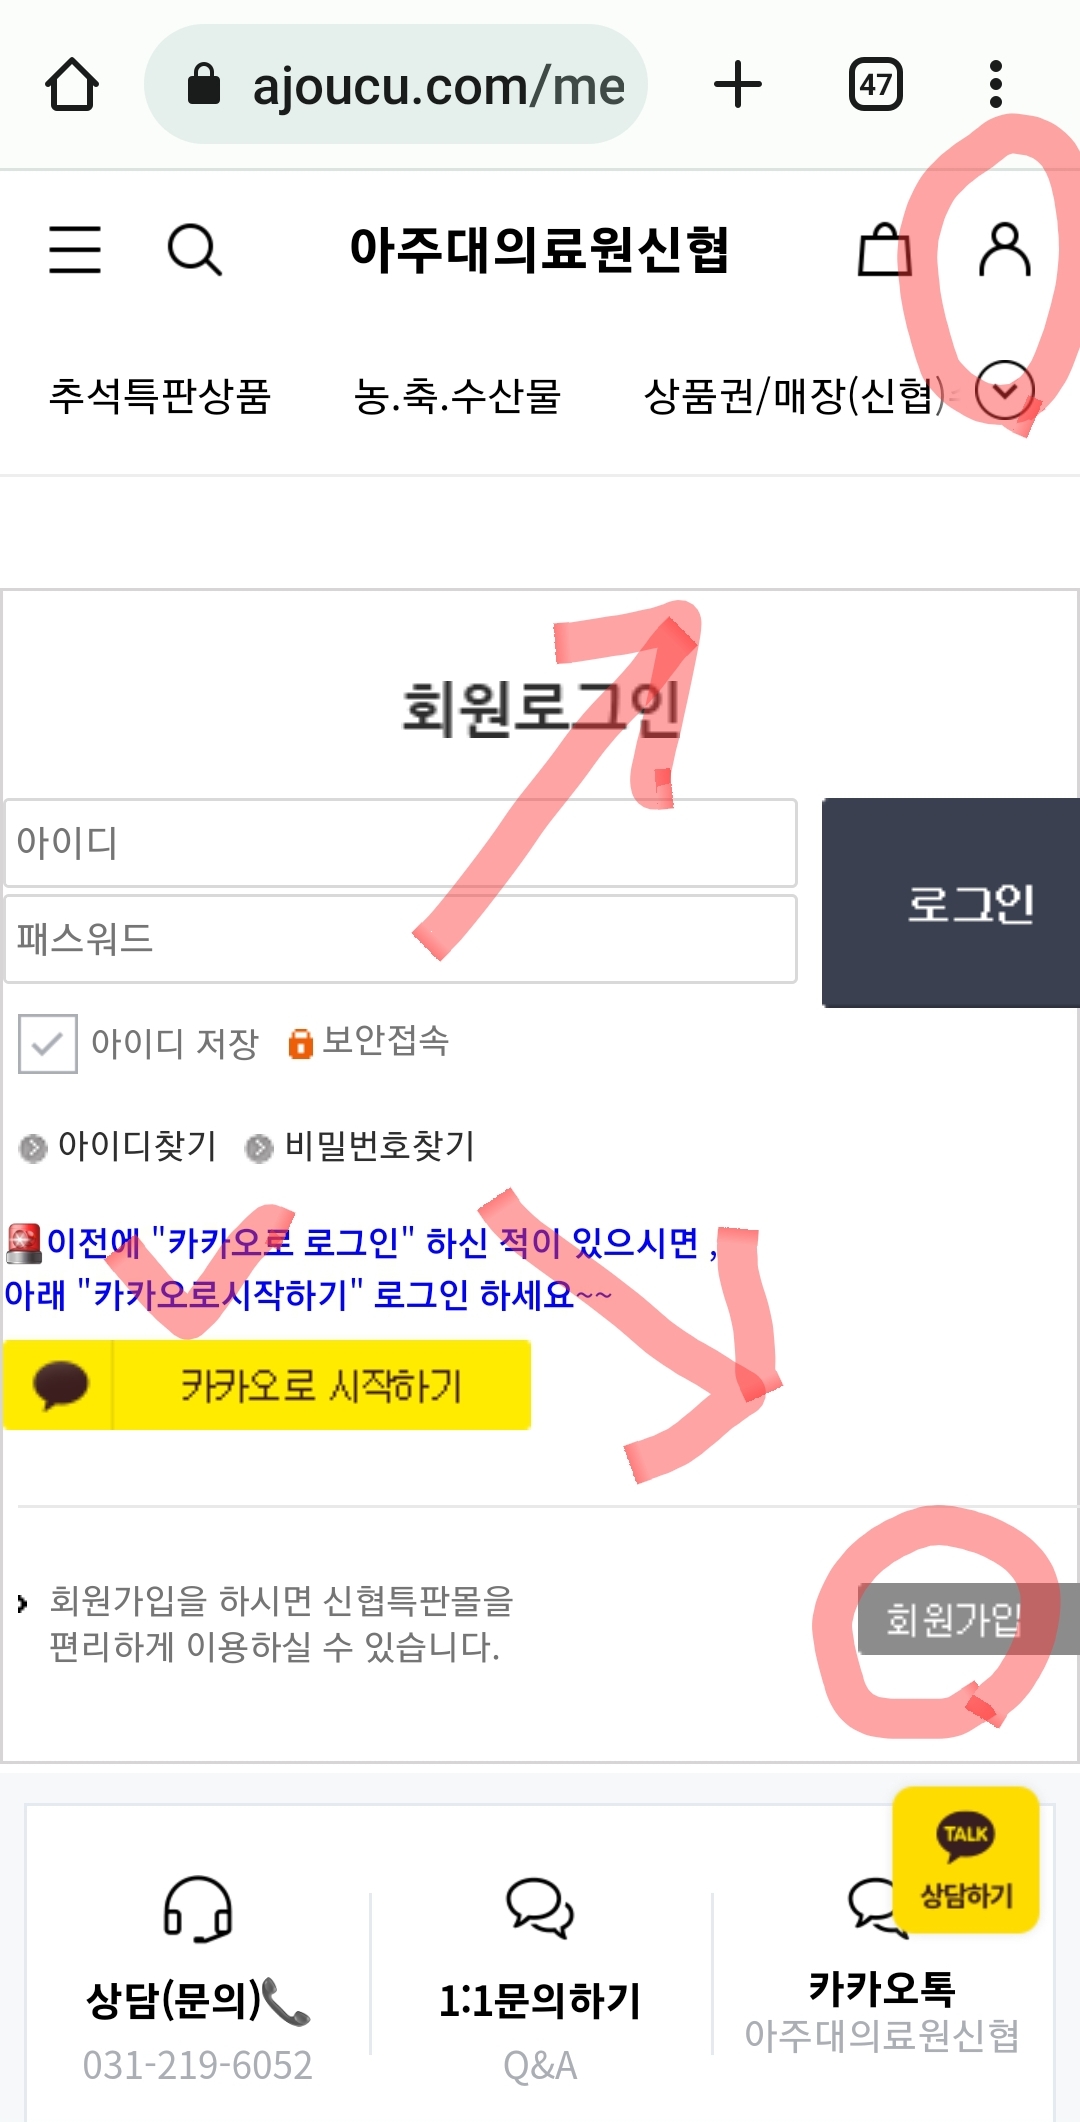 ajoucu.com/me
47
아주대의료원신협
추석특판상품 농.축.수산물 상품권/매장(신협)
회원로그인
아이디
패스워드
로그인
아이디 저장 보안접속
아이디찾기 비밀번호찾기
이전에 "카카오로 로그인" 하신 적이 있으시면 ,
아래 "카카오로시작하기" 로그인 하세요~~
카카오로 시작하기
회원가입을 하시면 신협특판몰을
편리하게 이용하실 수 있습니다.
회원가입
TALK
상담하기
상담(문의) 1:1문의하기 카카오톡
031-219-6052 Q&A 아주대의료원신협